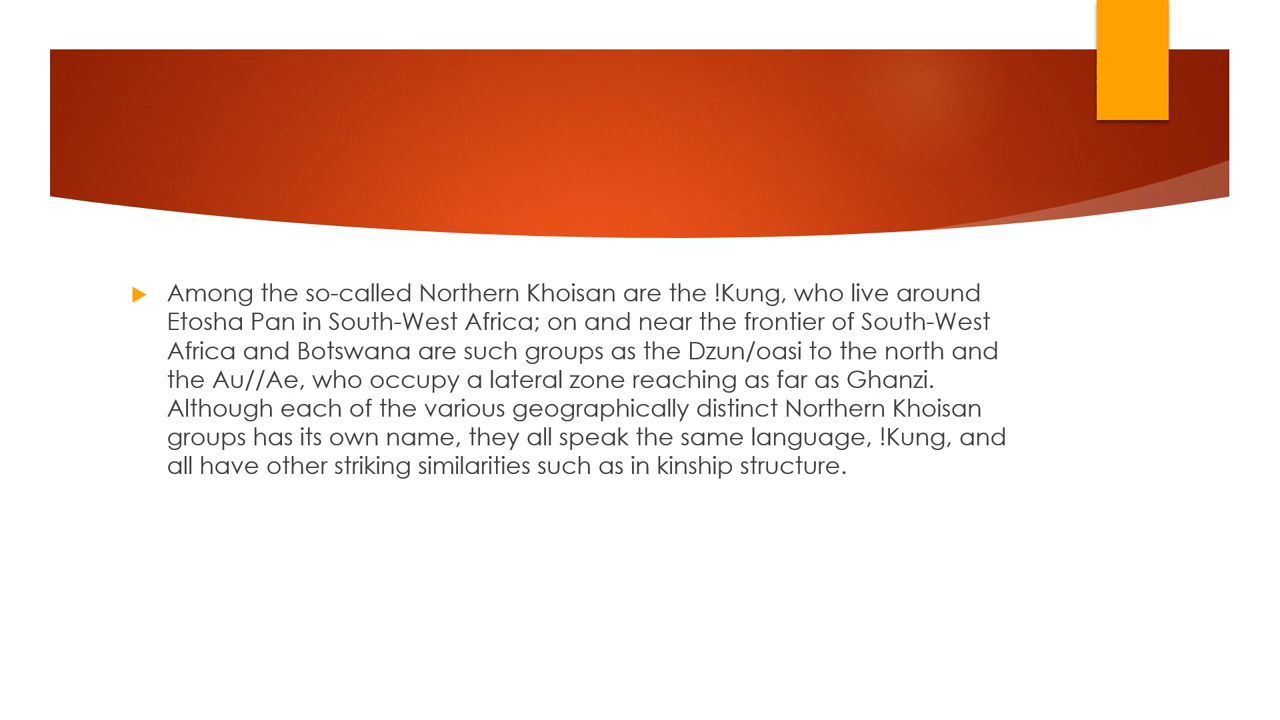 Among the so-called Northern Khoisan are the !Kung, who live around
Etosha Pan in South-West Africa; on and near the frontier of South-West
Africa and Botswana are such groups as the Dzun/oasi to the north and
the Au//Ae, who occupy a lateral zone reaching as far as Ghanzi.
Although each of the various geographically distinct Northern Khoisan
groups has its own name, they all speak the same language, !Kung, and
all have other striking similarities such as in kinship structure.